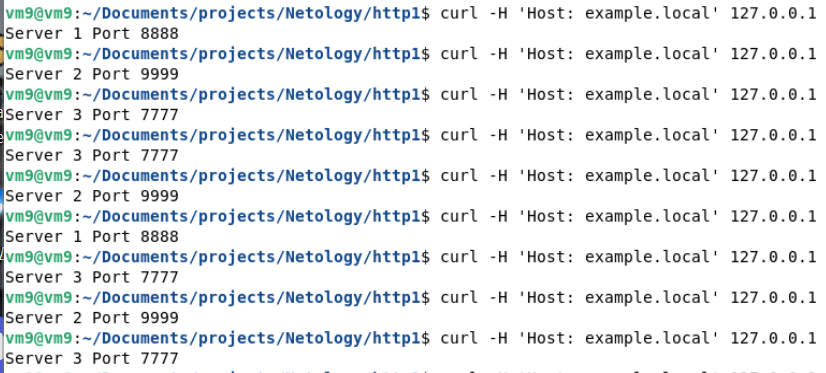 vm9@vm9:~/Documents/projects/Netology/http1$ curl -H 'Host: example.local' 127.0.0.1
Server 1 Port 8888
vm9@vm9:~/Documents/projects/Netology/http1$ curl -H 'Host: example.local' 127.0.0.1
Server 2 Port 9999
vm9@vm9:~/Documents/projects/Netology/http1$ curl -H 'Host: example.local' 127.0.0.1
Server 3 Port 7777
vm9@vm9:~/Documents/projects/Netology/http1$ curl -H 'Host: example.local' 127.0.0.1
Server 3 Port 7777
vm9@vm9:~/Documents/projects/Netology/http1$ curl -H 'Host: example.local' 127.0.0.1
Server 2 Port 9999
vm9@vm9:~/Documents/projects/Netology/http1$ curl -H 'Host: example.local' 127.0.0.1
Server 1 Port 8888
vm9@vm9:~/Documents/projects/Netology/http1$ curl -H 'Host: example.local' 127.0.0.1
Server 3 Port 7777
vm9@vm9:~/Documents/projects/Netology/http1$ curl -H 'Host: example.local' 127.0.0.1
Server 2 Port 9999
vm9@vm9:~/Documents/projects/Netology/http1$ curl -H 'Host: example.local' 127.0.0.1
Server 3 Port 7777